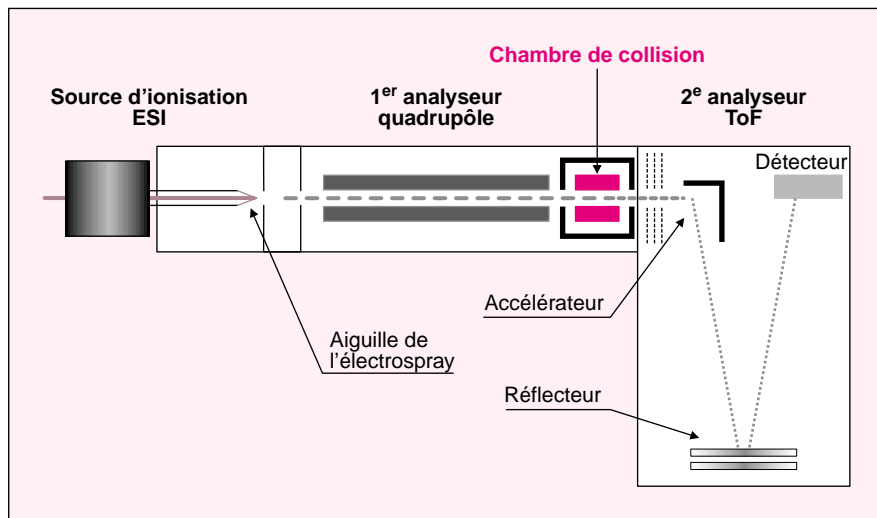 Chambre de collision
Source d’ionisation
ESI
1er analyseur
quadrupôle
2e analyseur
ToF
Détecteur
Accélérateur
Aiguille de
l’électrospray
Réflecteur